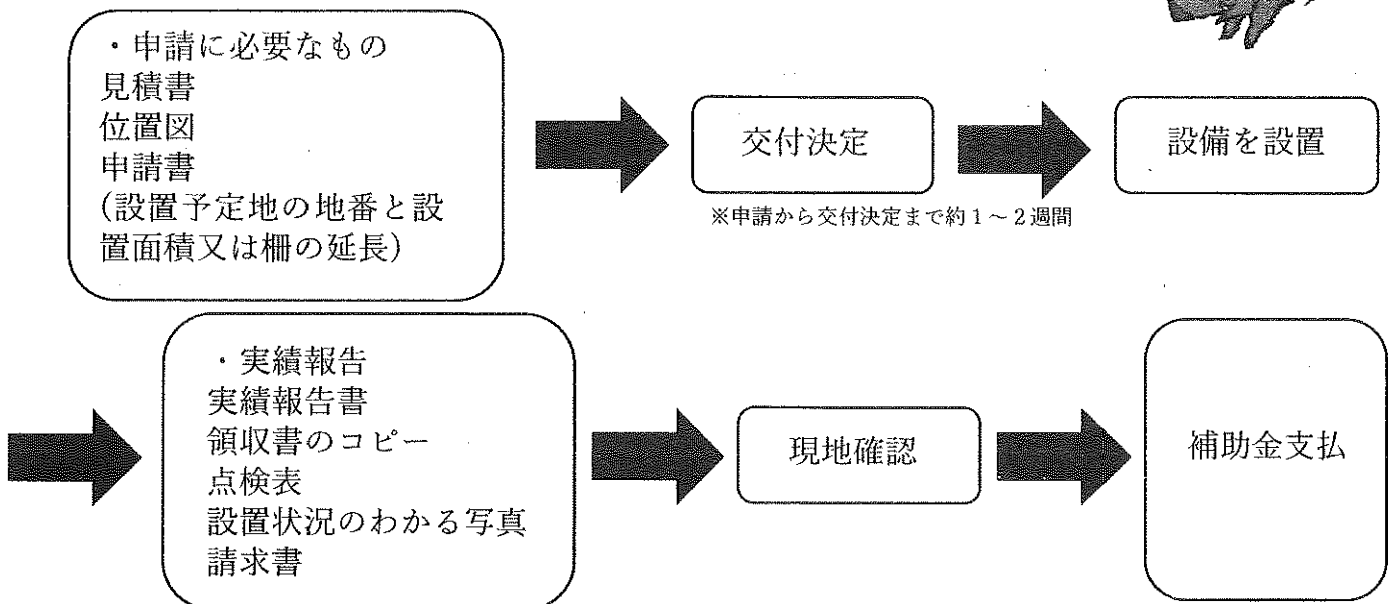 ・申請に必要なもの
見積書
位置図
申請書
(設置予定地の地番と設
置面積又は柵の延長)
交付決定
※申請から交付決定まで約１～２週間
設備を設置
・実績報告
実績報告書
領収書のコピー
点検表
設置状況のわかる写真
請求書
現地確認
補助金支払